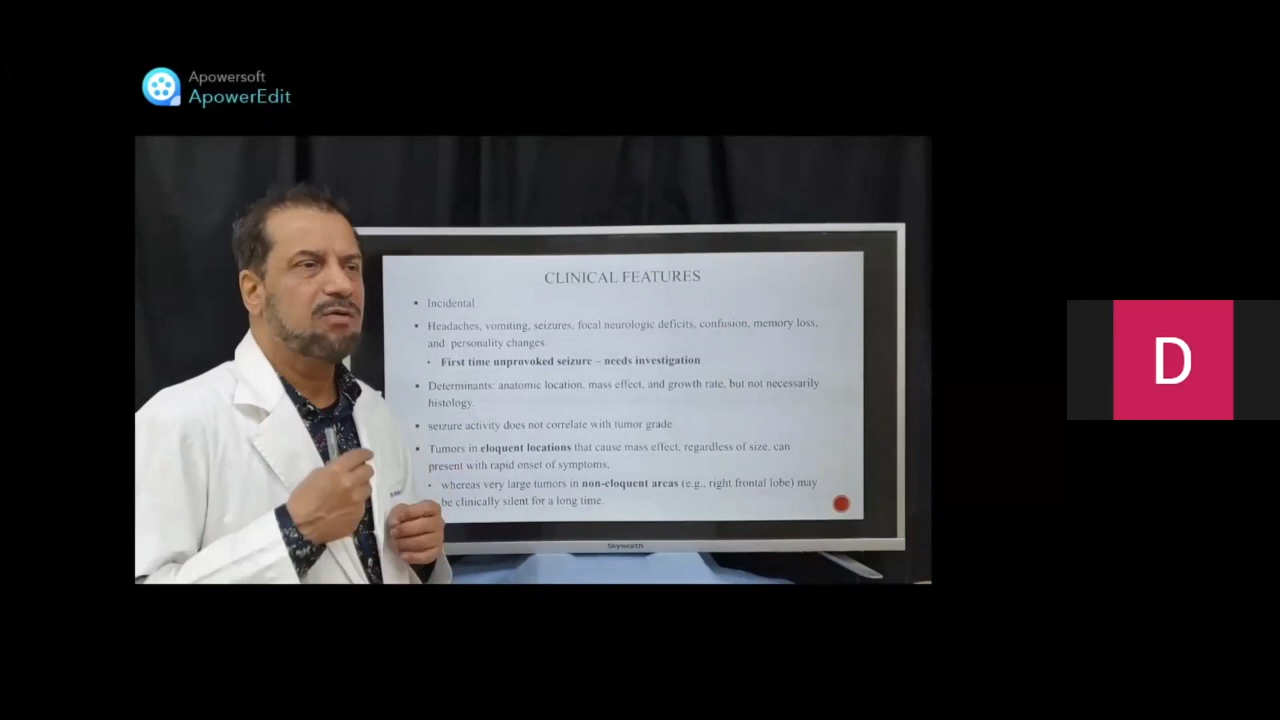 Apowersoft
ApowerEdit
CLINICAL FEATURES
▪ Incidental
▪ Headaches, vomiting, seizures, focal neurologic deficits, confusion, memory loss,
and personality changes.
• First time unprovoked seizure – needs investigation
▪ Determinants: anatomic location, mass effect, and growth rate, but not necessarily
histology.
▪ seizure activity does not correlate with tumor grade
▪ Tumors in eloquent locations that cause mass effect, regardless of size, can
present with rapid onset of symptoms,
• whereas very large tumors in non-eloquent areas (e.g., right frontal lobe) may
be clinically silent for a long time.
Skyworth
D